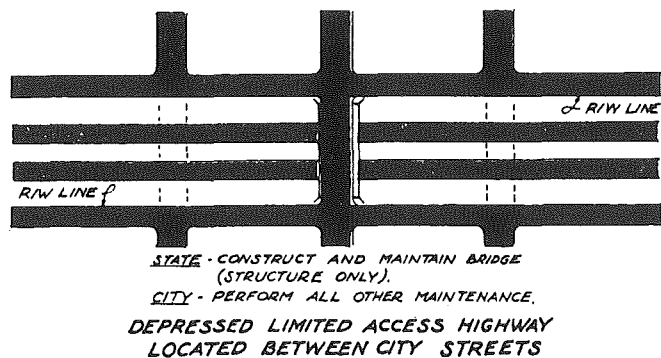 R/W LINE
R/W LINE
STATE - CONSTRUCT AND MAINTAIN BRIDGE
(STRUCTURE ONLY).
CITY - PERFORM ALL OTHER MAINTENANCE.
DEPRESSED LIMITED ACCESS HIGHWAY
LOCATED BETWEEN CITY STREETS